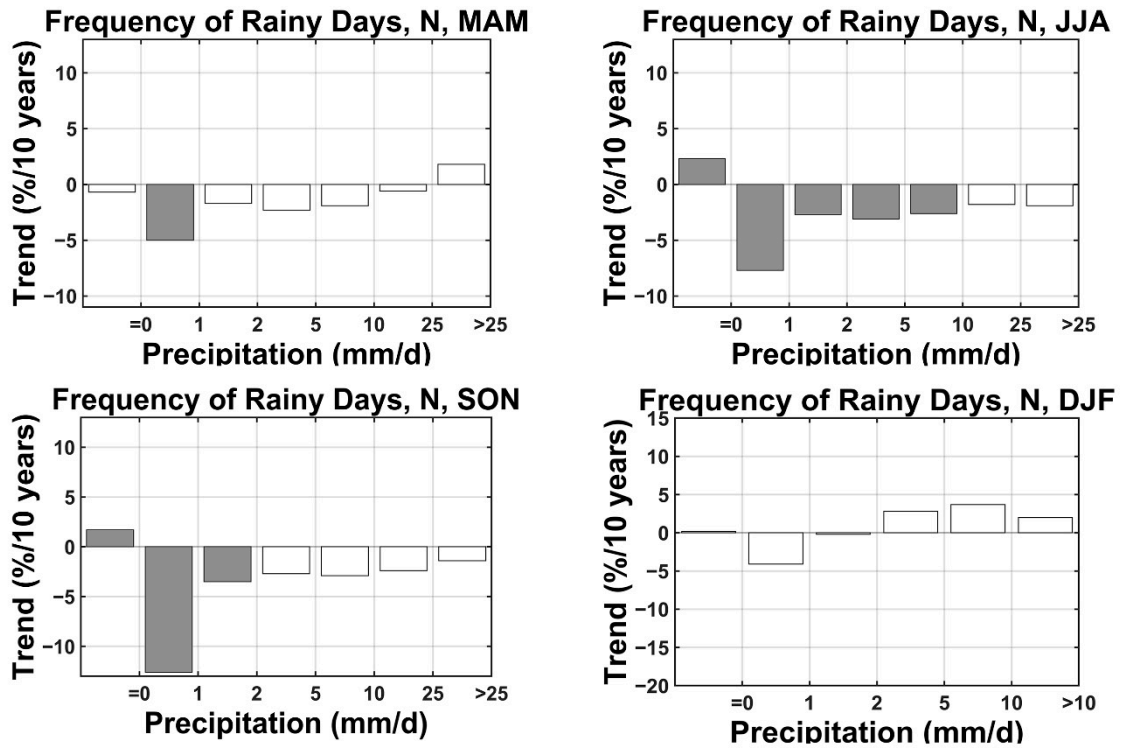 Frequency of Rainy Days, N, MAM
Trend (%/10 years)
10
5
0
−5
−10
=0 1 2 5 10 25 >25
Precipitation (mm/d)
Frequency of Rainy Days, N, JJA
Trend (%/10 years)
10
5
0
−5
−10
=0 1 2 5 10 25 >25
Precipitation (mm/d)
Frequency of Rainy Days, N, SON
Trend (%/10 years)
10
5
0
−5
−10
=0 1 2 5 10 25 >25
Precipitation (mm/d)
Frequency of Rainy Days, N, DJF
Trend (%/10 years)
15
10
5
0
−5
−10
−15
−20
=0 1 2 5 10 >10
Precipitation (mm/d)